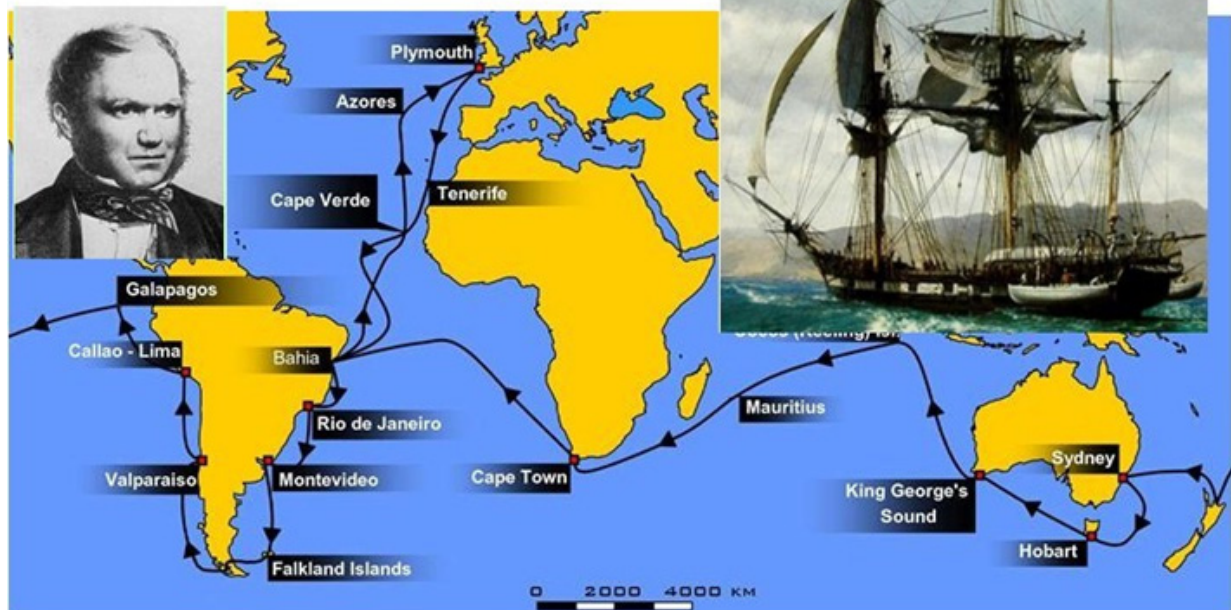 Plymouth
Azores
Cape Verde
Tenerife
Galapagos
Callao - Lima
Bahia
Rio de Janeiro
Valparaiso
Montevideo
Falkland Islands
Cape Town
Mauritius
King George's
Sound
Sydney
Hobart
0 2000 4000 KM